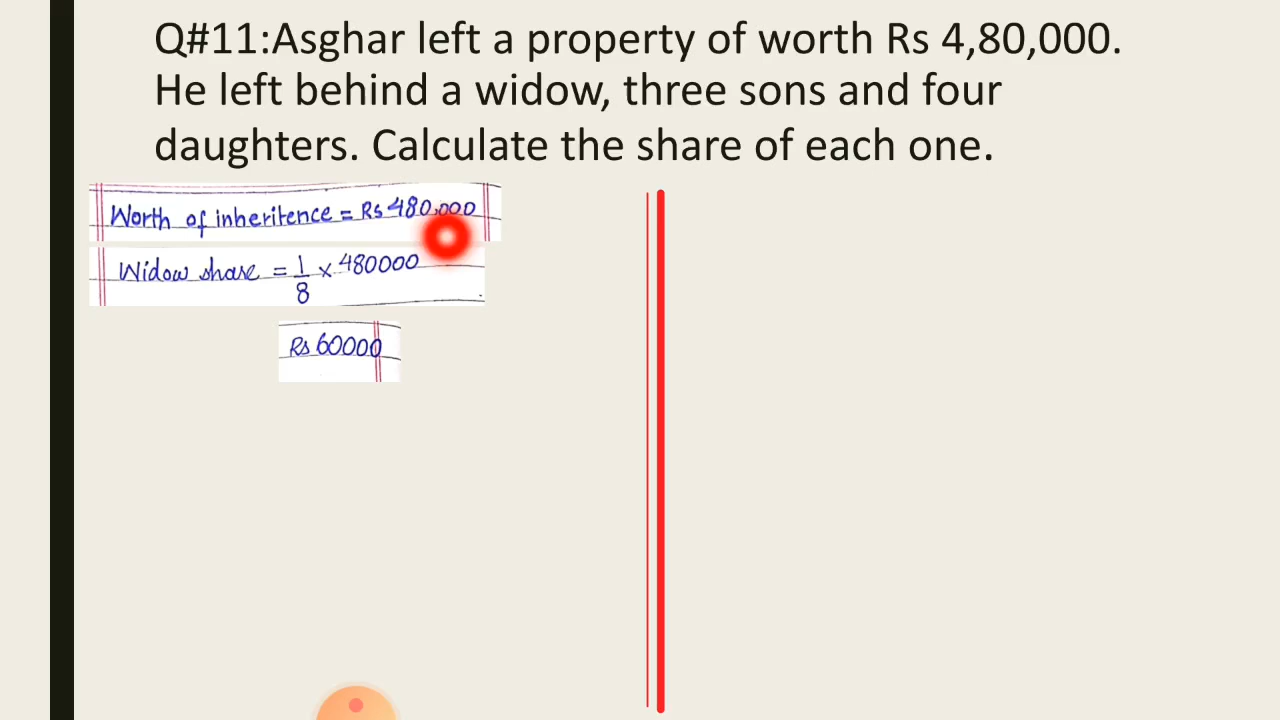 Q#11:Asghar left a property of worth Rs 4,80,000.
He left behind a widow, three sons and four
daughters. Calculate the share of each one.
Worth of inheritence = Rs 480,000
Widow share = 1/8 × 480000
Rs 60000